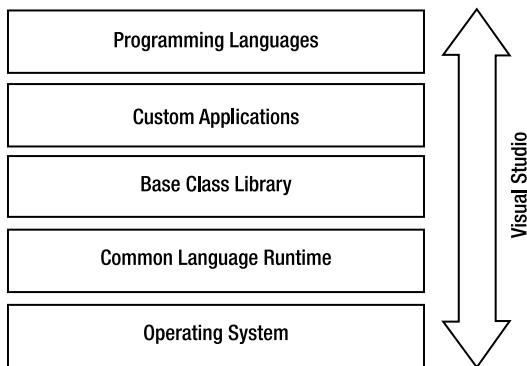 Programming Languages
Custom Applications
Base Class Library
Common Language Runtime
Operating System
Visual Studio